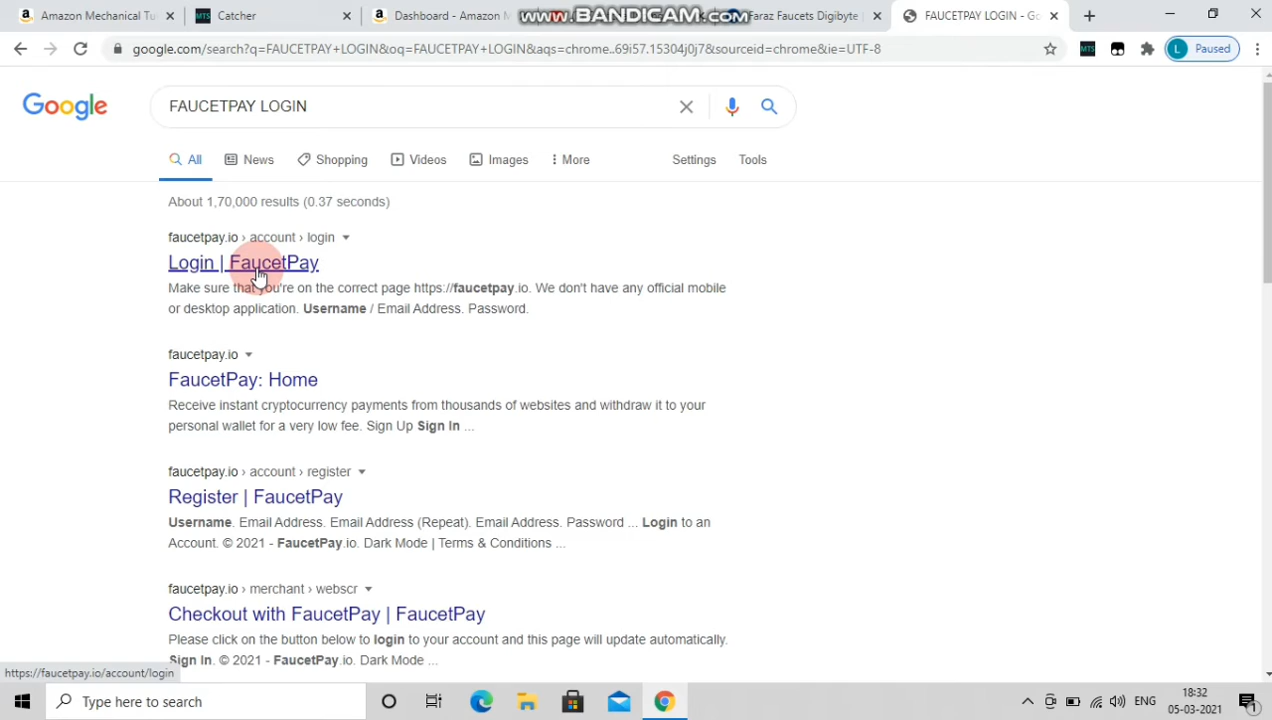 Amazon Mechanical Tu
Catcher
Dashboard - Amazon M
www.BANDICAM.com
Faraz Faucets Digibyte
FAUCETPAY LOGIN - Go
google.com/search?q=FAUCETPAY+LOGIN&oq=FAUCETPAY+LOGIN&aqs=chrome..69i57.15304j0j7&sourceid=chrome&ie=UTF-8
MTS
L Paused
Google
FAUCETPAY LOGIN
All News Shopping Videos Images More Settings Tools
About 1,70,000 results (0.37 seconds)
faucetpay.io › account › login
Login | FaucetPay
Make sure that you're on the correct page https://faucetpay.io. We don't have any official mobile
or desktop application. Username / Email Address. Password.
faucetpay.io
FaucetPay: Home
Receive instant cryptocurrency payments from thousands of websites and withdraw it to your
personal wallet for a very low fee. Sign Up Sign In ...
faucetpay.io › account › register
Register | FaucetPay
Username. Email Address. Email Address (Repeat). Email Address. Password ... Login to an
Account. © 2021 - FaucetPay.io. Dark Mode | Terms & Conditions ...
faucetpay.io › merchant › webscr
Checkout with FaucetPay | FaucetPay
Please click on the button below to login to your account and this page will update automatically.
Sign In. © 2021 - FaucetPay.io. Dark Mode ...
https://faucetpay.io/account/login
Type here to search
ENG
18:32
05-03-2021
1